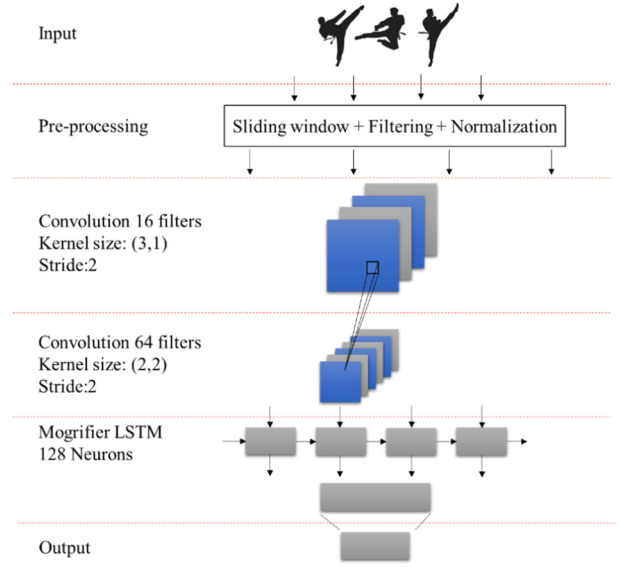 Input
Pre-processing
Sliding window + Filtering + Normalization
Convolution 16 filters
Kernel size: (3,1)
Stride:2
Convolution 64 filters
Kernel size: (2,2)
Stride:2
Mogrifier LSTM
128 Neurons
Output